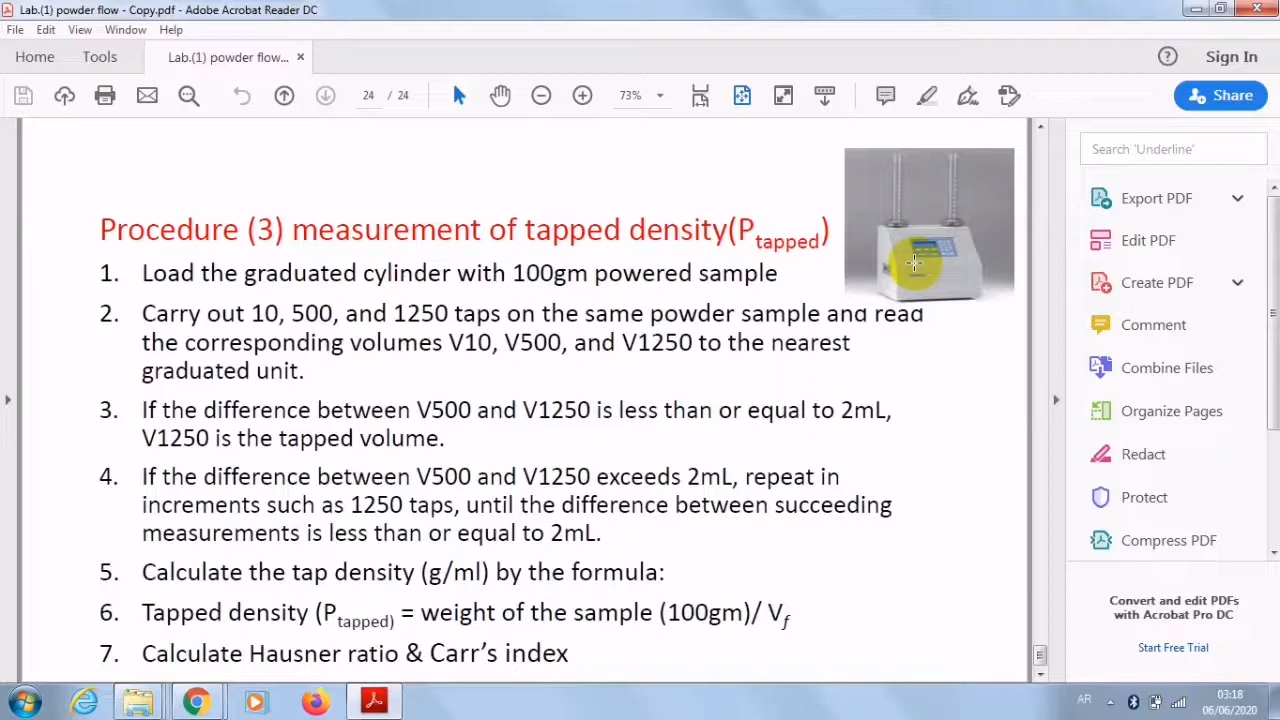 Lab.(1) powder flow - Copy.pdf - Adobe Acrobat Reader DC
File Edit View Window Help
Home Tools Lab.(1) powder flow... × Sign In
24 / 24 73% Share
Search 'Underline'
Export PDF
Edit PDF
Create PDF
Comment
Combine Files
Organize Pages
Redact
Protect
Compress PDF
Convert and edit PDFs
with Acrobat Pro DC
Start Free Trial
Procedure (3) measurement of tapped density(Ptapped)
1. Load the graduated cylinder with 100gm powered sample
2. Carry out 10, 500, and 1250 taps on the same powder sample and read
the corresponding volumes V10, V500, and V1250 to the nearest
graduated unit.
3. If the difference between V500 and V1250 is less than or equal to 2mL,
V1250 is the tapped volume.
4. If the difference between V500 and V1250 exceeds 2mL, repeat in
increments such as 1250 taps, until the difference between succeeding
measurements is less than or equal to 2mL.
5. Calculate the tap density (g/ml) by the formula:
6. Tapped density (Ptapped) = weight of the sample (100gm)/ Vf
7. Calculate Hausner ratio & Carr's index
AR 03:18
06/06/2020